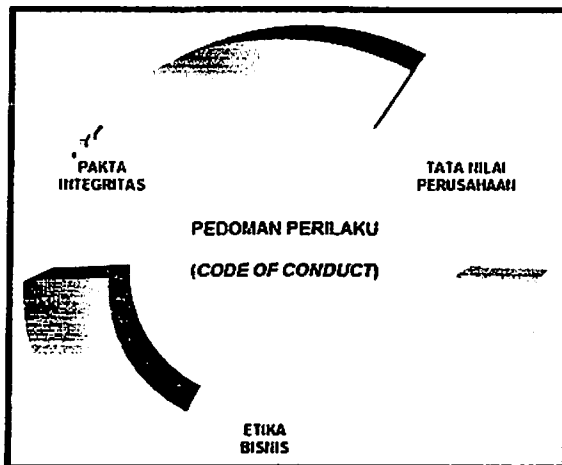 PAKTA
INTEGRITAS
TATA NILAI
PERUSAHAAN
PEDOMAN PERILAKU
(CODE OF CONDUCT)
ETIKA
BISNIS